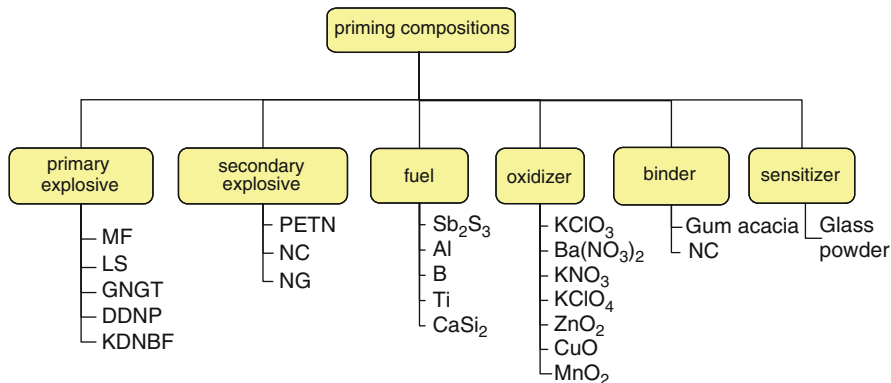 priming compositions
primary
explosive
MF
LS
GNGT
DDNP
KDNBF
secondary
explosive
PETN
NC
NG
fuel
Sb₂S₃
Al
B
Ti
CaSi₂
oxidizer
KClO₃
Ba(NO₃)₂
KNO₃
KClO₄
ZnO₂
CuO
MnO₂
binder
Gum acacia
NC
sensitizer
Glass
powder